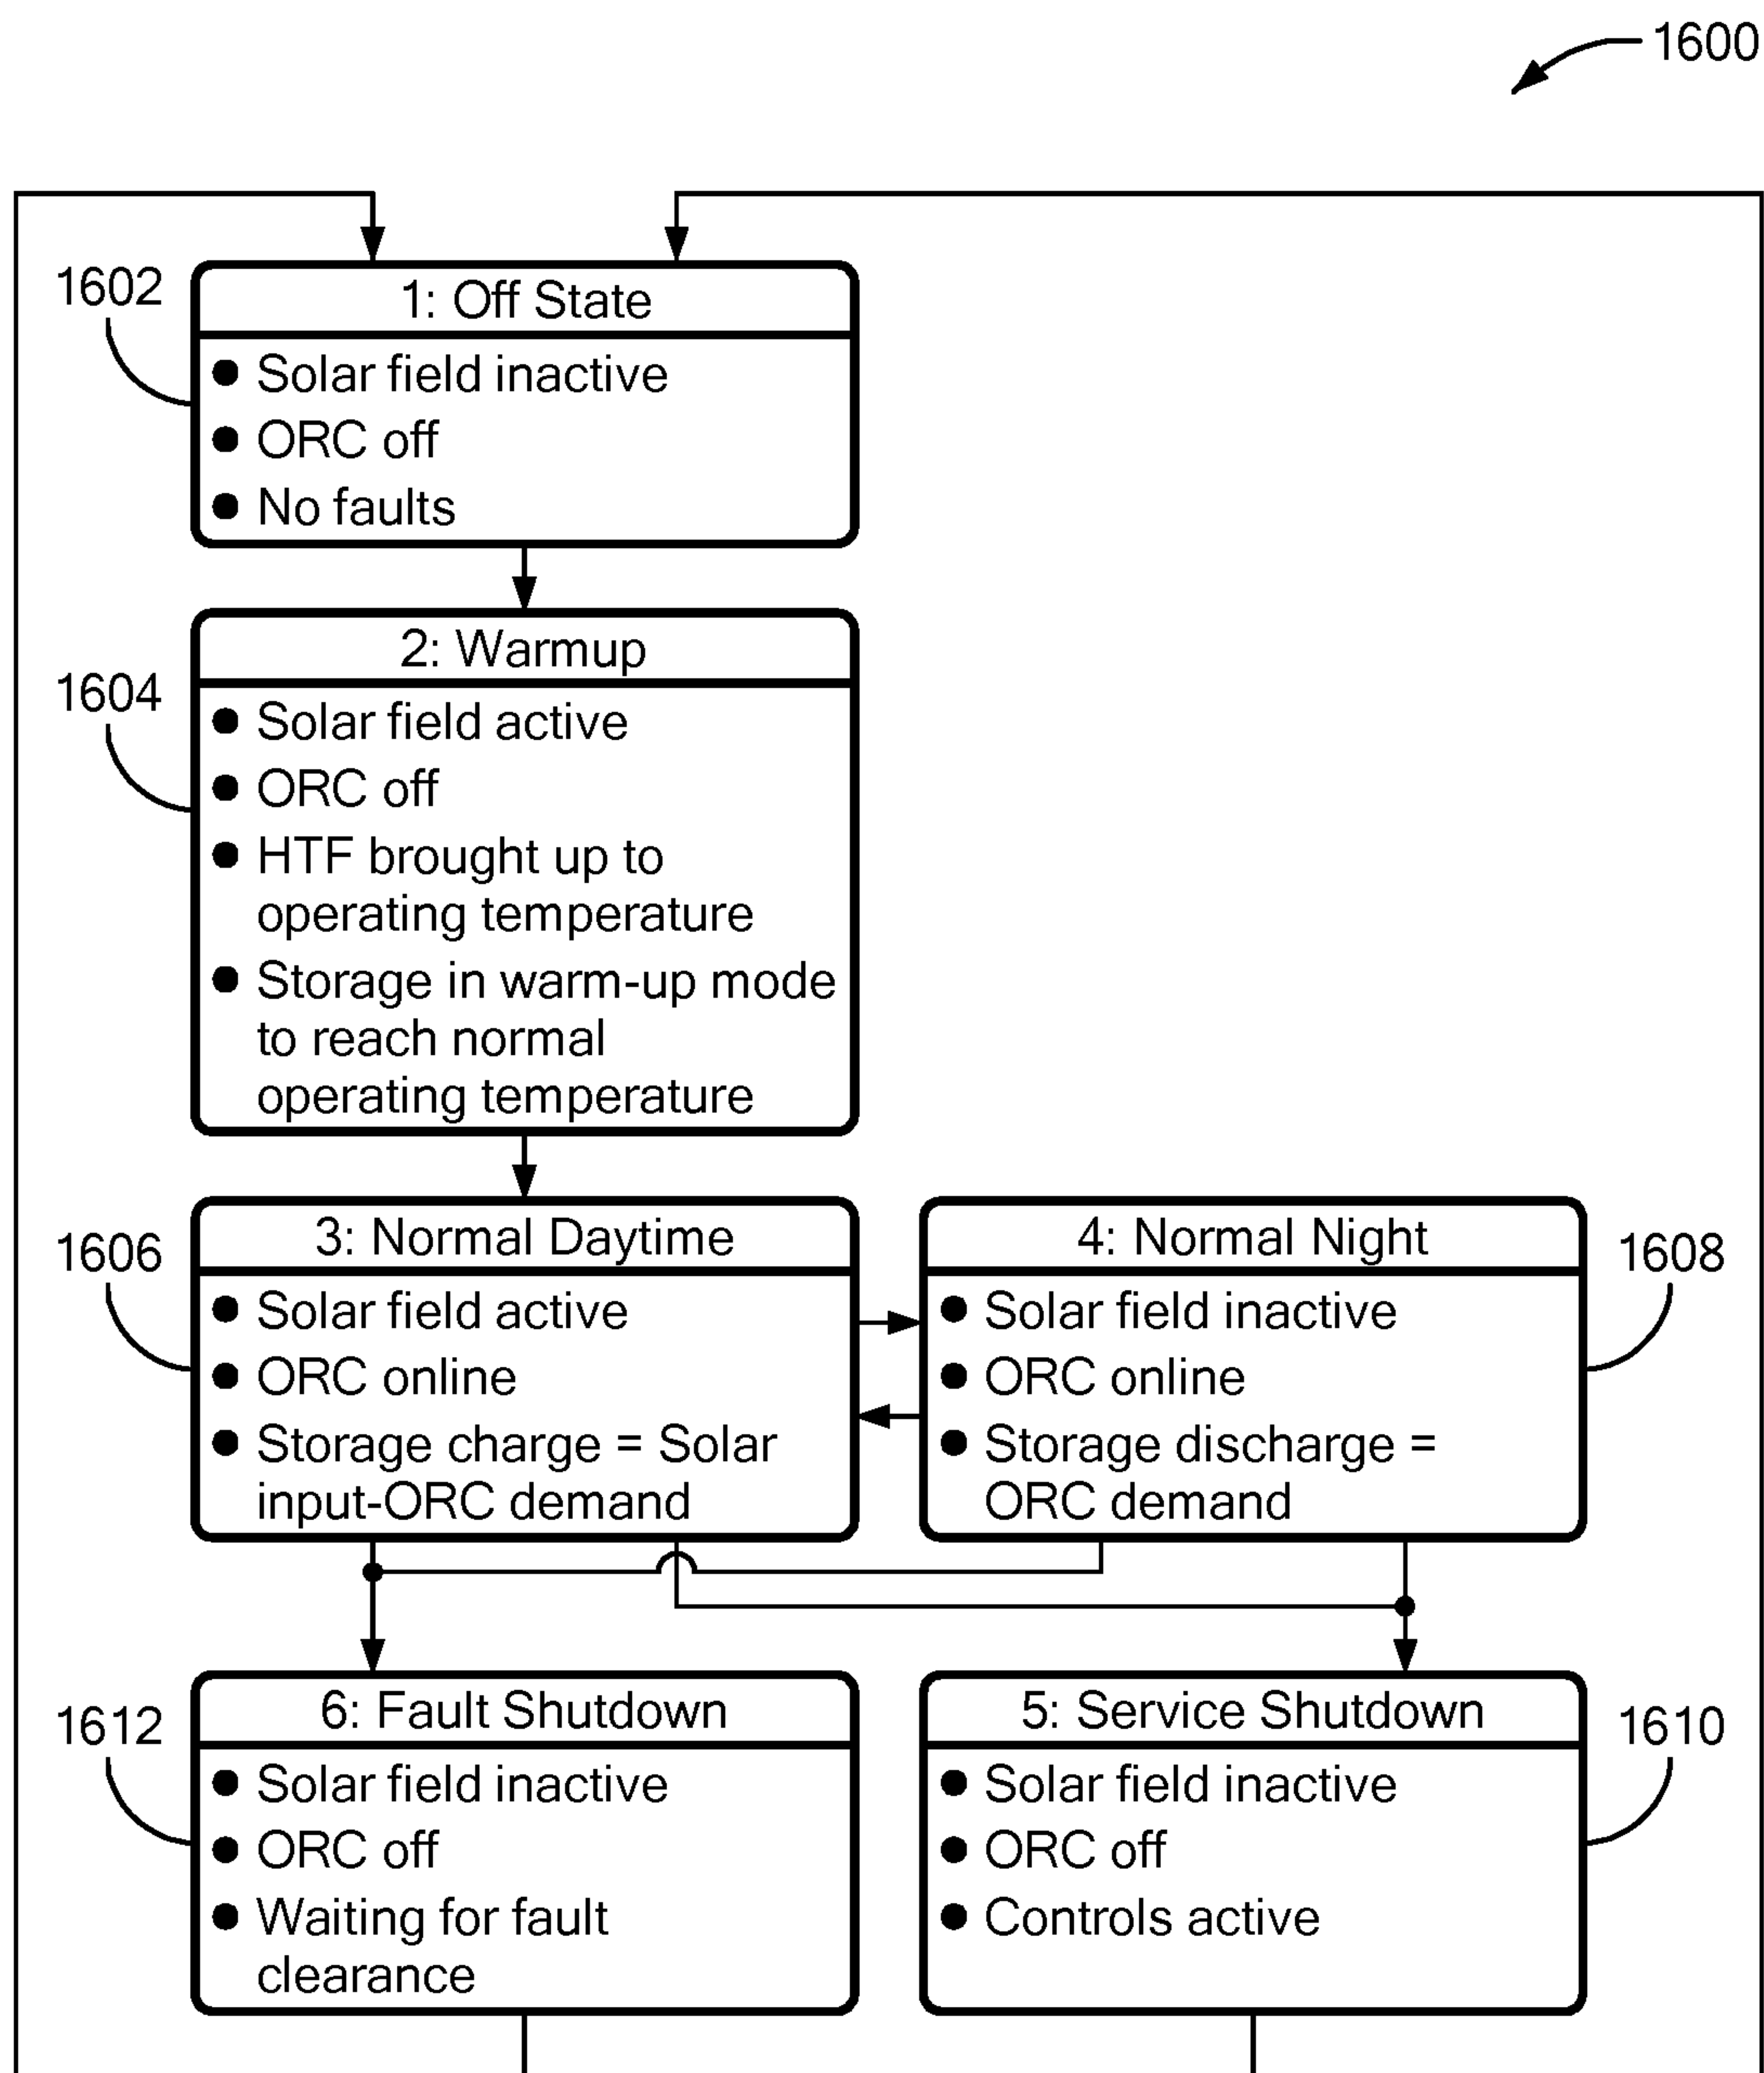 1600
1602
1: Off State
● Solar field inactive
● ORC off
● No faults
1604
2: Warmup
● Solar field active
● ORC off
● HTF brought up to
operating temperature
● Storage in warm-up mode
to reach normal
operating temperature
1606
3: Normal Daytime
● Solar field active
● ORC online
● Storage charge = Solar
input-ORC demand
4: Normal Night
1608
● Solar field inactive
● ORC online
● Storage discharge =
ORC demand
1612
6: Fault Shutdown
● Solar field inactive
● ORC off
● Waiting for fault
clearance
5: Service Shutdown
1610
● Solar field inactive
● ORC off
● Controls active